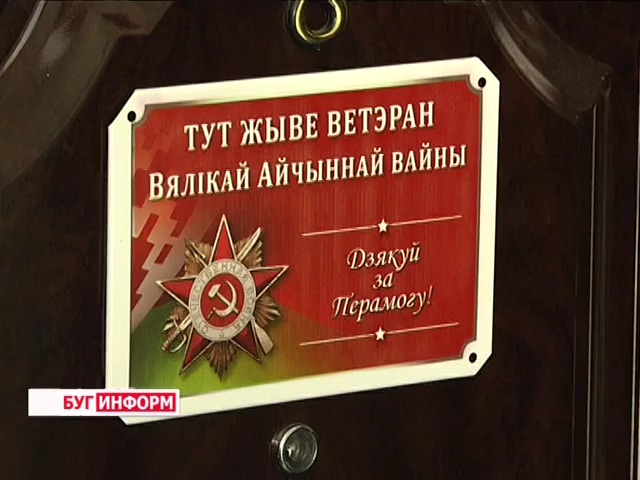 ТУТ ЖЫВЕ ВЕТЭРАН
ВЯЛІКАЙ АЙЧЫННАЙ ВАЙНЫ
Дзякуй
за
Перамогу!
БУГИНФОРМ